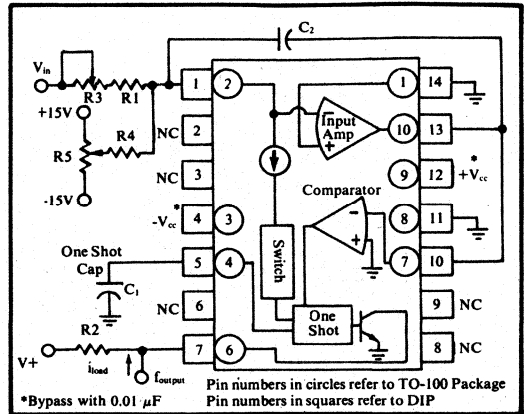 C₂
Vin
R3
R1
1
2
1
14
+15V
NC
2
Input
Amp
10
13
R4
R5
NC
3
9
12
*
+Vcc
-15V
Comparator
*
-Vcc
4
3
8
11
One Shot
Cap
5
4
Switch
7
10
C₁
NC
6
One
Shot
9
NC
R2
V+
iload
7
6
8
NC
foutput
Pin numbers in circles refer to TO-100 Package
*Bypass with 0.01 μF
Pin numbers in squares refer to DIP